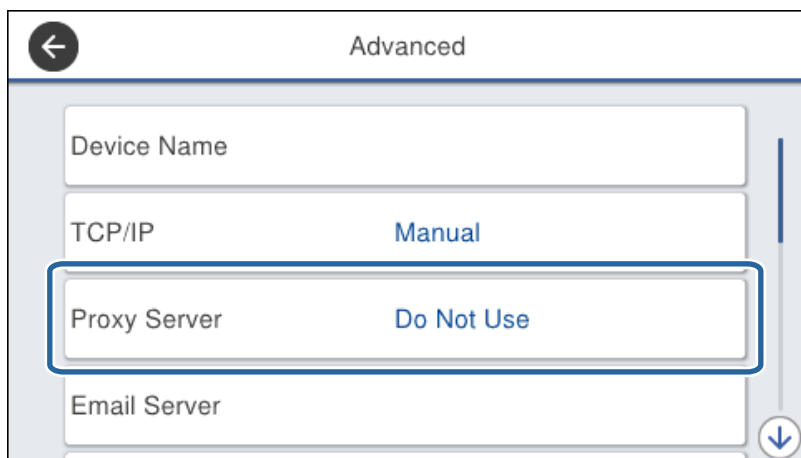 Advanced
Device Name
TCP/IP Manual
Proxy Server Do Not Use
Email Server